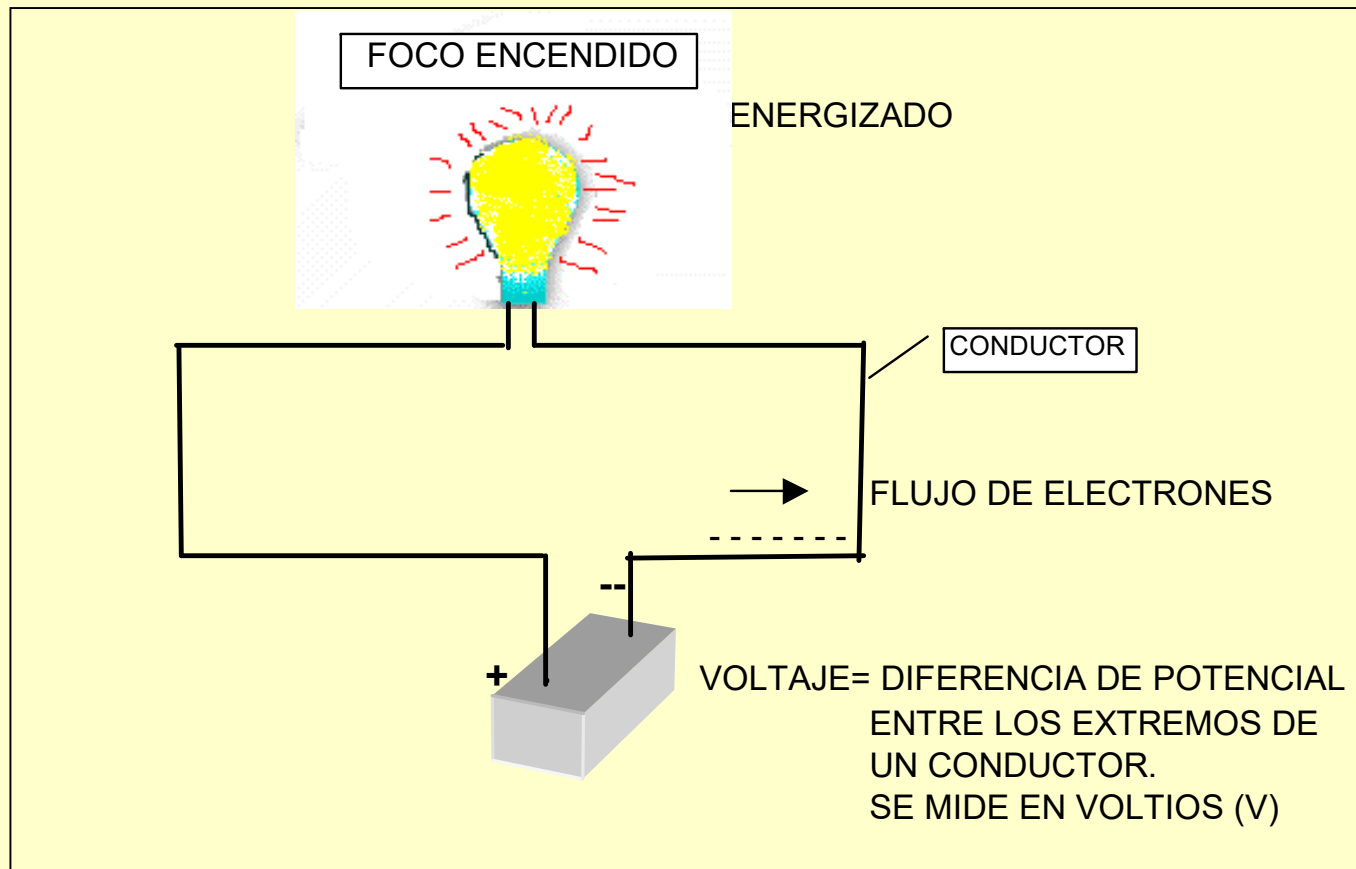 FOCO ENCENDIDO
ENERGIZADO
CONDUCTOR
FLUJO DE ELECTRONES
- - - - - - -
--
+
VOLTAJE= DIFERENCIA DE POTENCIAL
ENTRE LOS EXTREMOS DE
UN CONDUCTOR.
SE MIDE EN VOLTIOS (V)